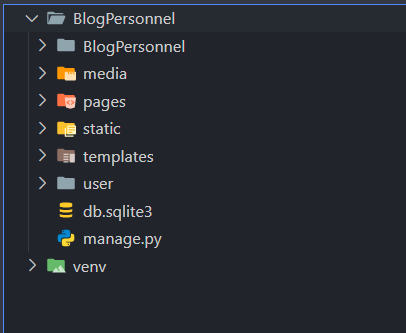 BlogPersonnel
BlogPersonnel
media
pages
static
templates
user
db.sqlite3
manage.py
venv